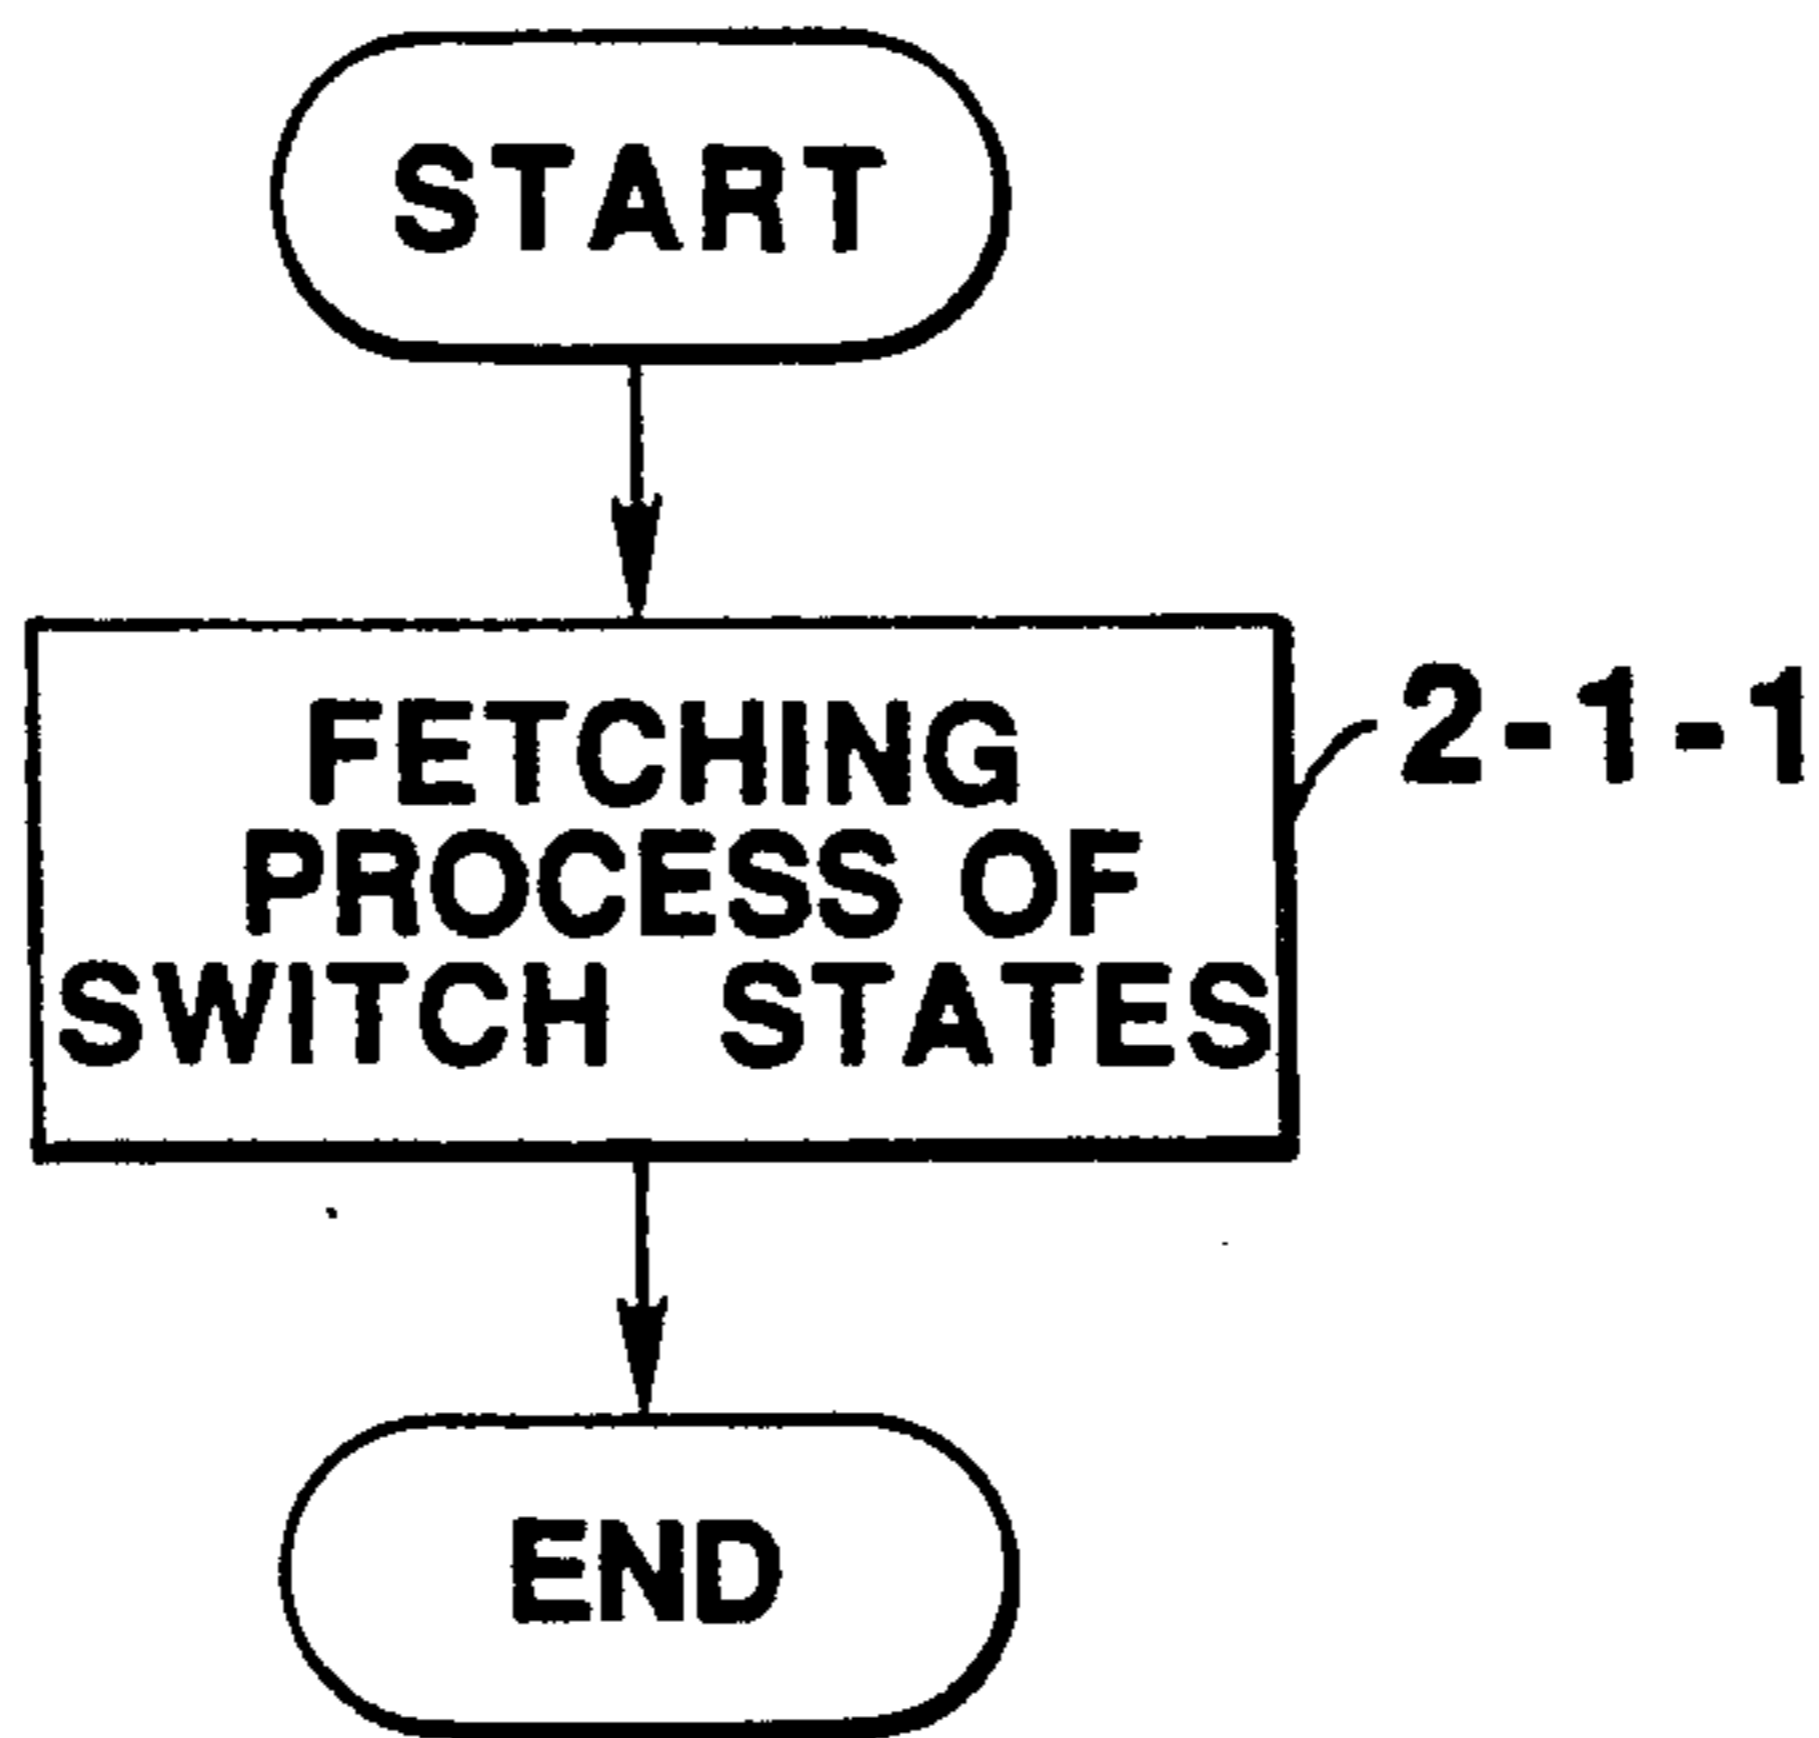 START
FETCHING
PROCESS OF
SWITCH STATES
2-1-1
END